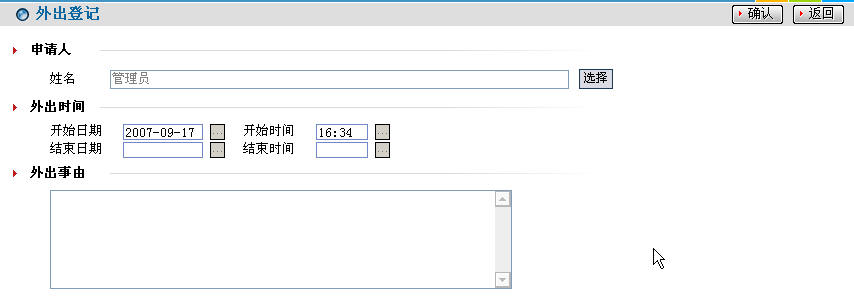 外出登记 确认 返回
申请人
姓名 管理员 选择
外出时间
开始日期 2007-09-17 ... 开始时间 16:34 ...
结束日期 ... 结束时间 ...
外出事由